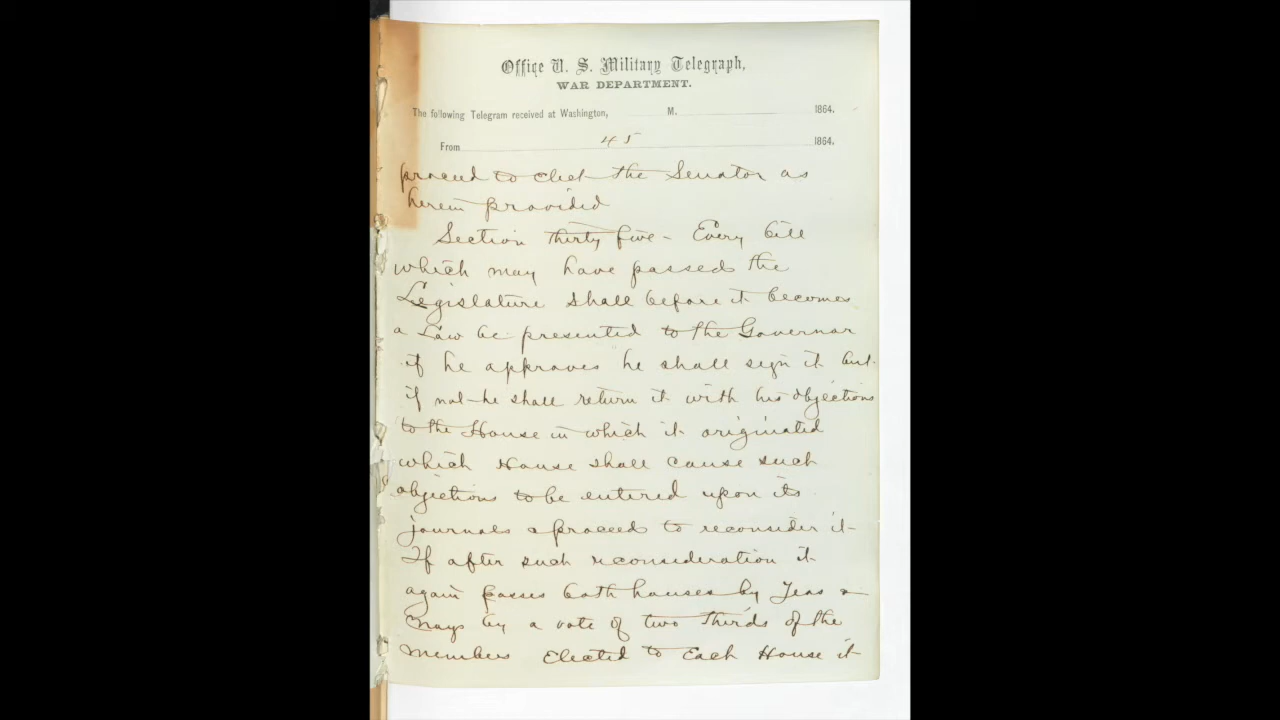 Office U. S. Military Telegraph,
WAR DEPARTMENT.
The following Telegram received at Washington, M. 1864.
From 45 1864.
proceed to elect the Senator as
herein provided
Section thirty five - Every bill
which may have passed the
Legislature shall before it becomes
a Law be presented to the Governor
if he approves he shall sign it but
if not he shall return it with his objections
to the House in which it originated
which House shall cause such
objections to be entered upon its
journals & proceed to reconsider it
If after such reconsideration it
again passes both houses by Yeas &
Nays by a vote of two thirds of the
members Elected to Each House it